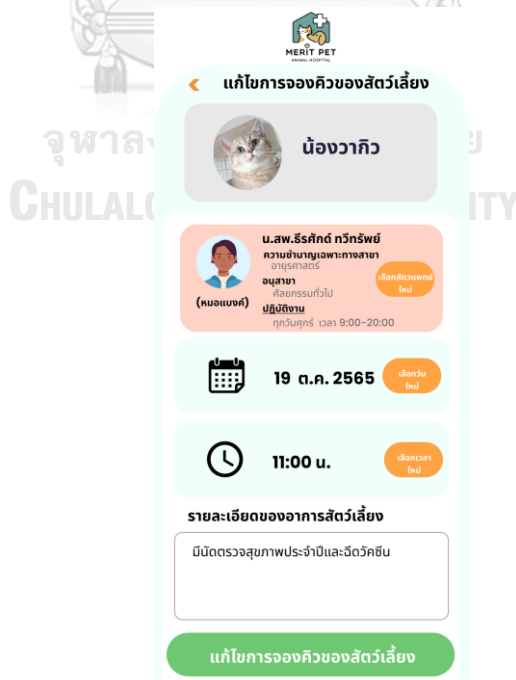 MERIT PET
ANIMAL HOSPITAL
แก้ไขการจองคิวของสัตว์เลี้ยง
น้องวากิว
น.สพ.ธีรศักด์ ทวีทรัพย์
ความชำนาญเฉพาะทางสาขา
อายุรศาสตร์
อนุสาขา
ศัลยกรรมทั่วไป
ปฏิบัติงาน
ทุกวันศุกร์ เวลา 9:00-20:00
(หมอแบงค์)
เลือกสัตวแพทย์
ใหม่
19 ต.ค. 2565
เลือกวัน
ใหม่
11:00 น.
เลือกเวลา
ใหม่
รายละเอียดของอาการสัตว์เลี้ยง
มีนัดตรวจสุขภาพประจำปีและฉีดวัคซีน
แก้ไขการจองคิวของสัตว์เลี้ยง